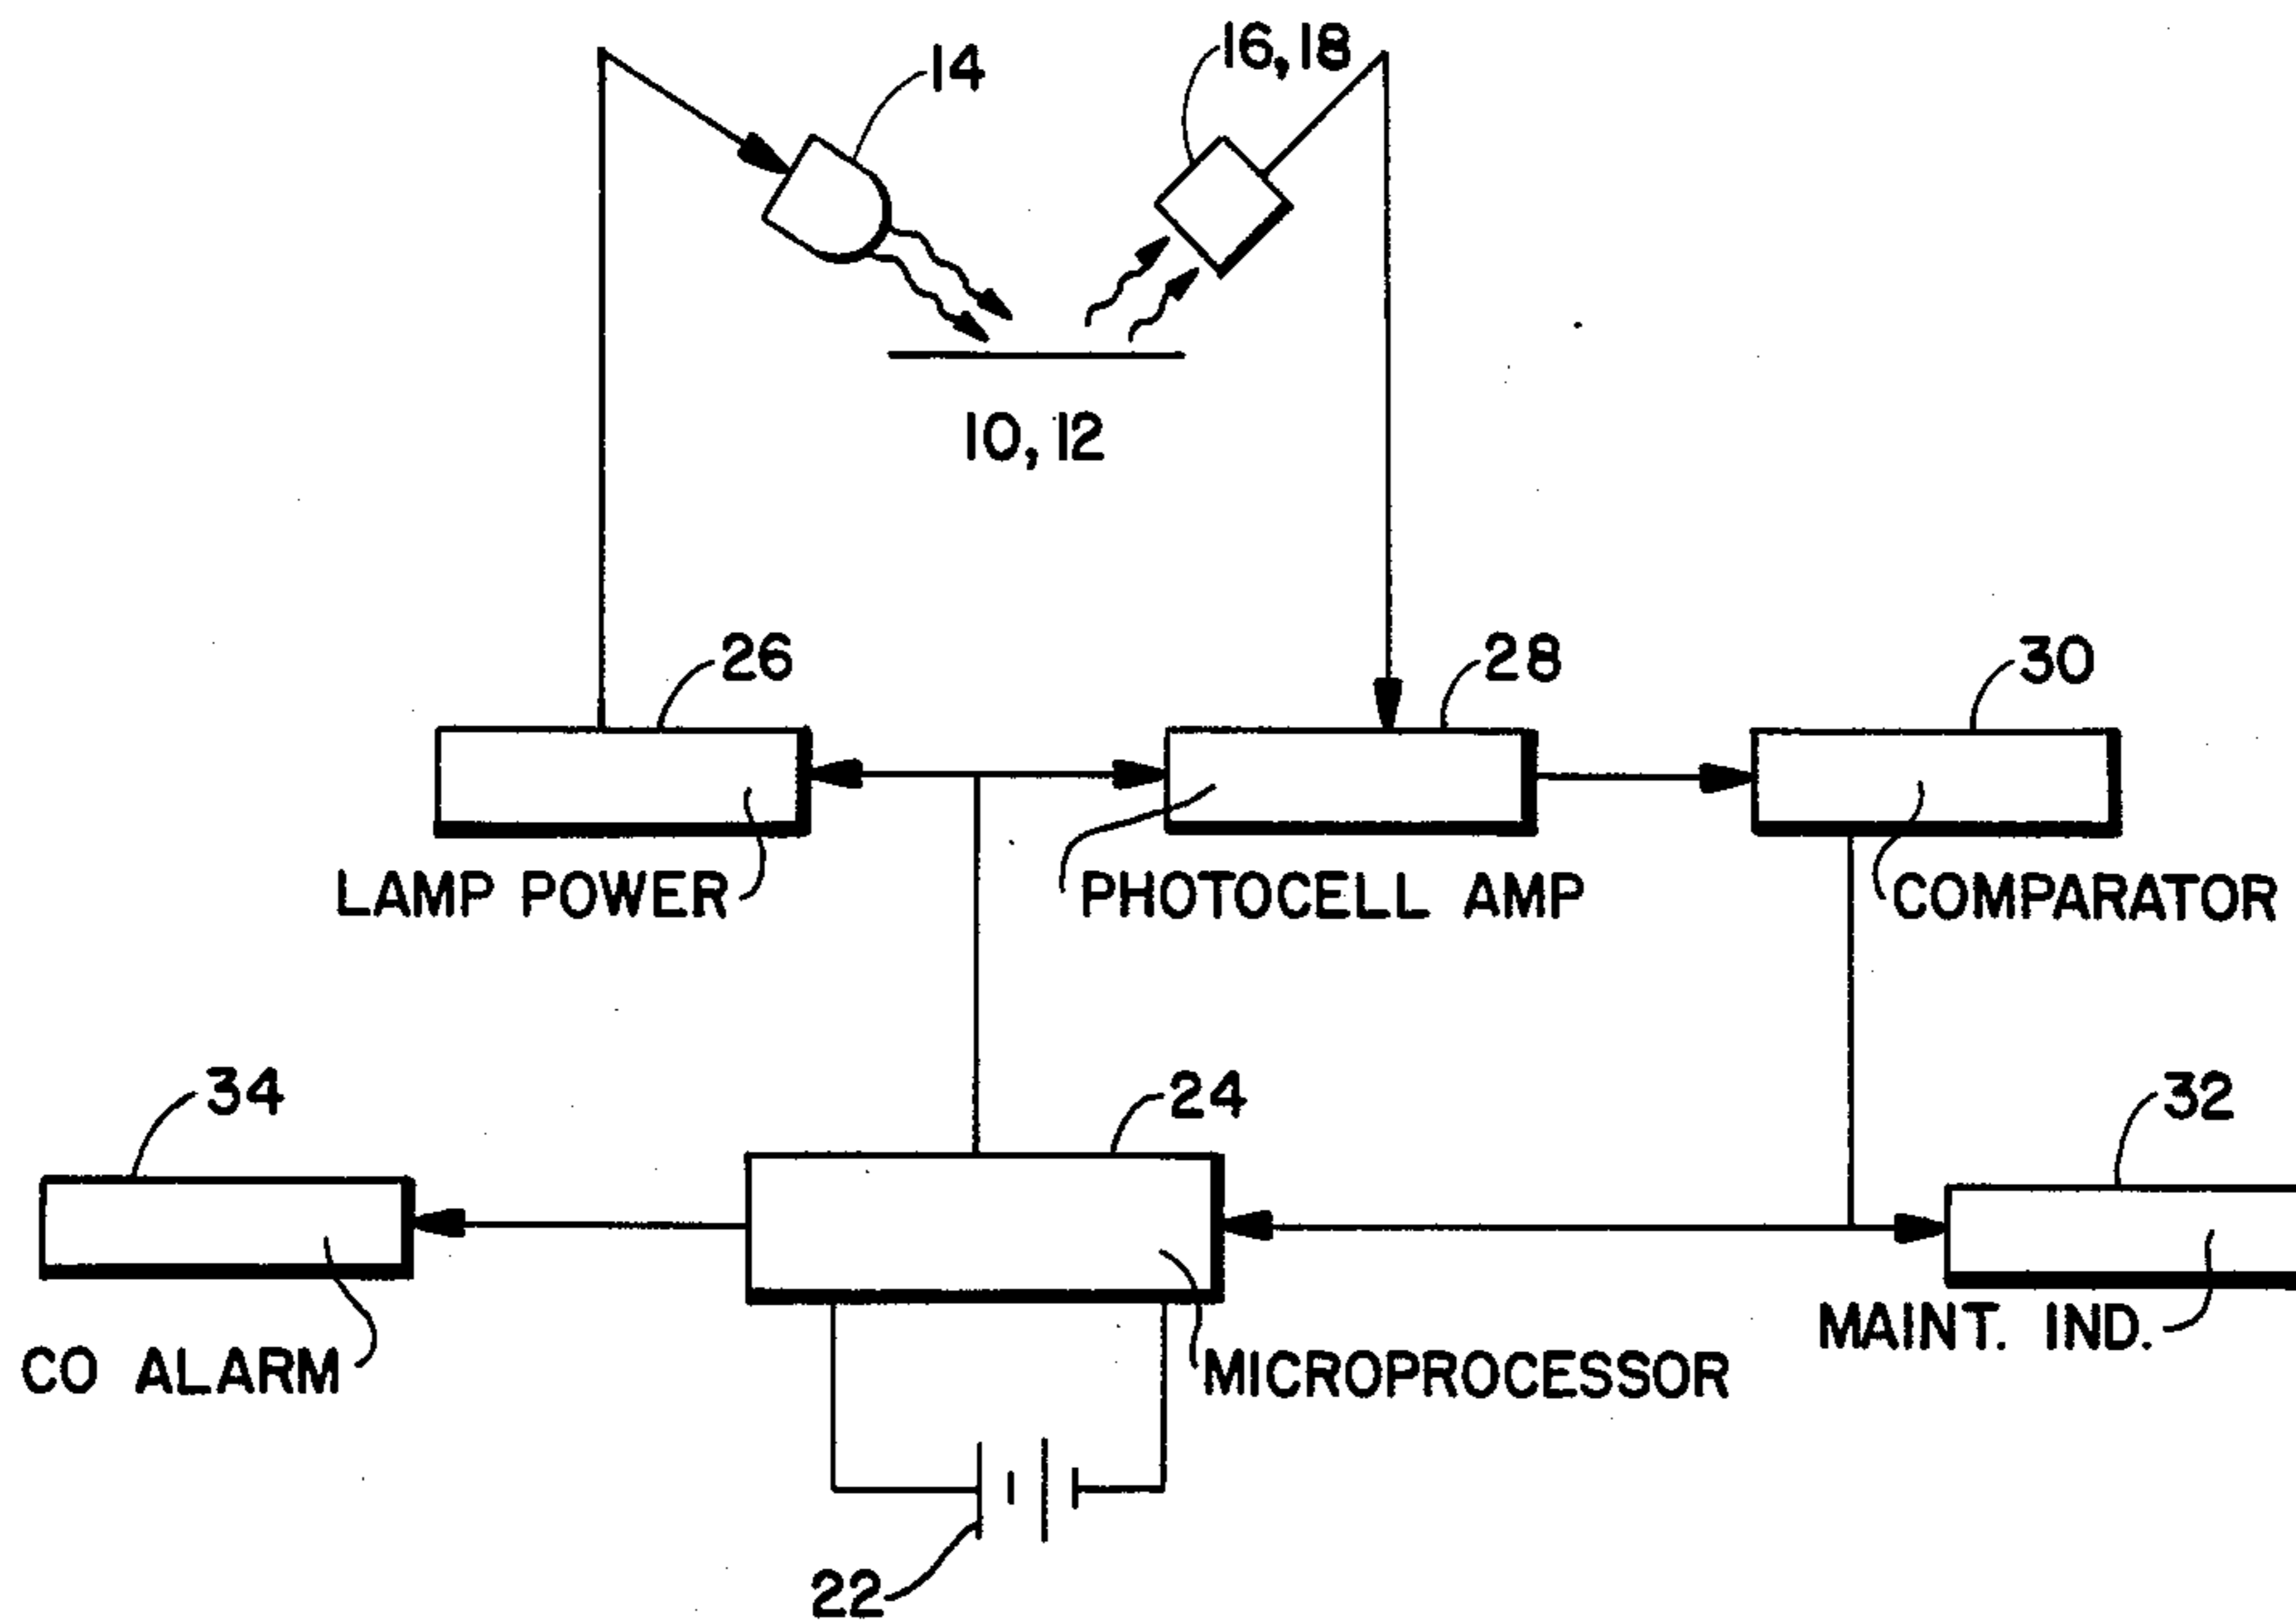 14
16,18
10,12
26
28
30
LAMP POWER
PHOTOCELL AMP
COMPARATOR
34
24
32
CO ALARM
MICROPROCESSOR
MAINT. IND.
22